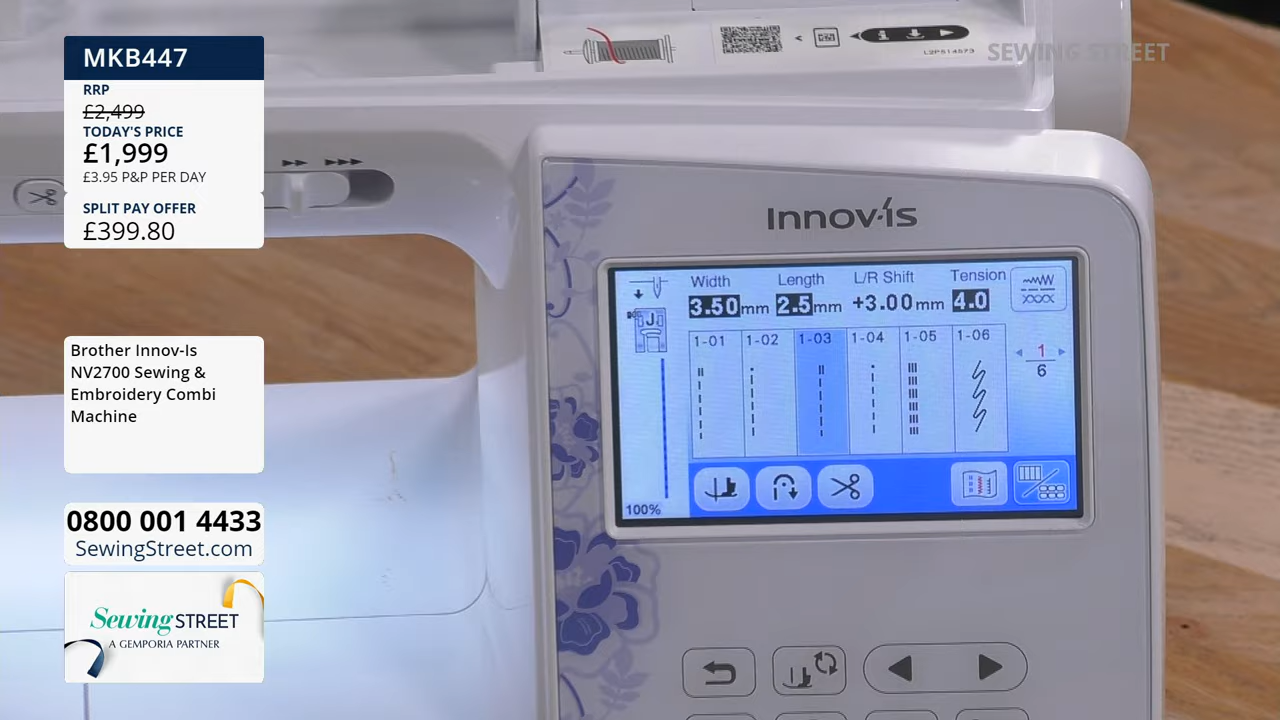 MKB447
RRP
£2,499
TODAY'S PRICE
£1,999
£3.95 P&P PER DAY
SPLIT PAY OFFER
£399.80
Brother Innov-Is
NV2700 Sewing &
Embroidery Combi
Machine
0800 001 4433
SewingStreet.com
Sewing STREET
A GEMPORIA PARTNER
SEWING STREET
INNOV-IS
Width Length L/R Shift Tension
3.50mm 2.5mm +3.00mm 4.0
J
1-01 1-02 1-03 1-04 1-05 1-06
1
6
100%